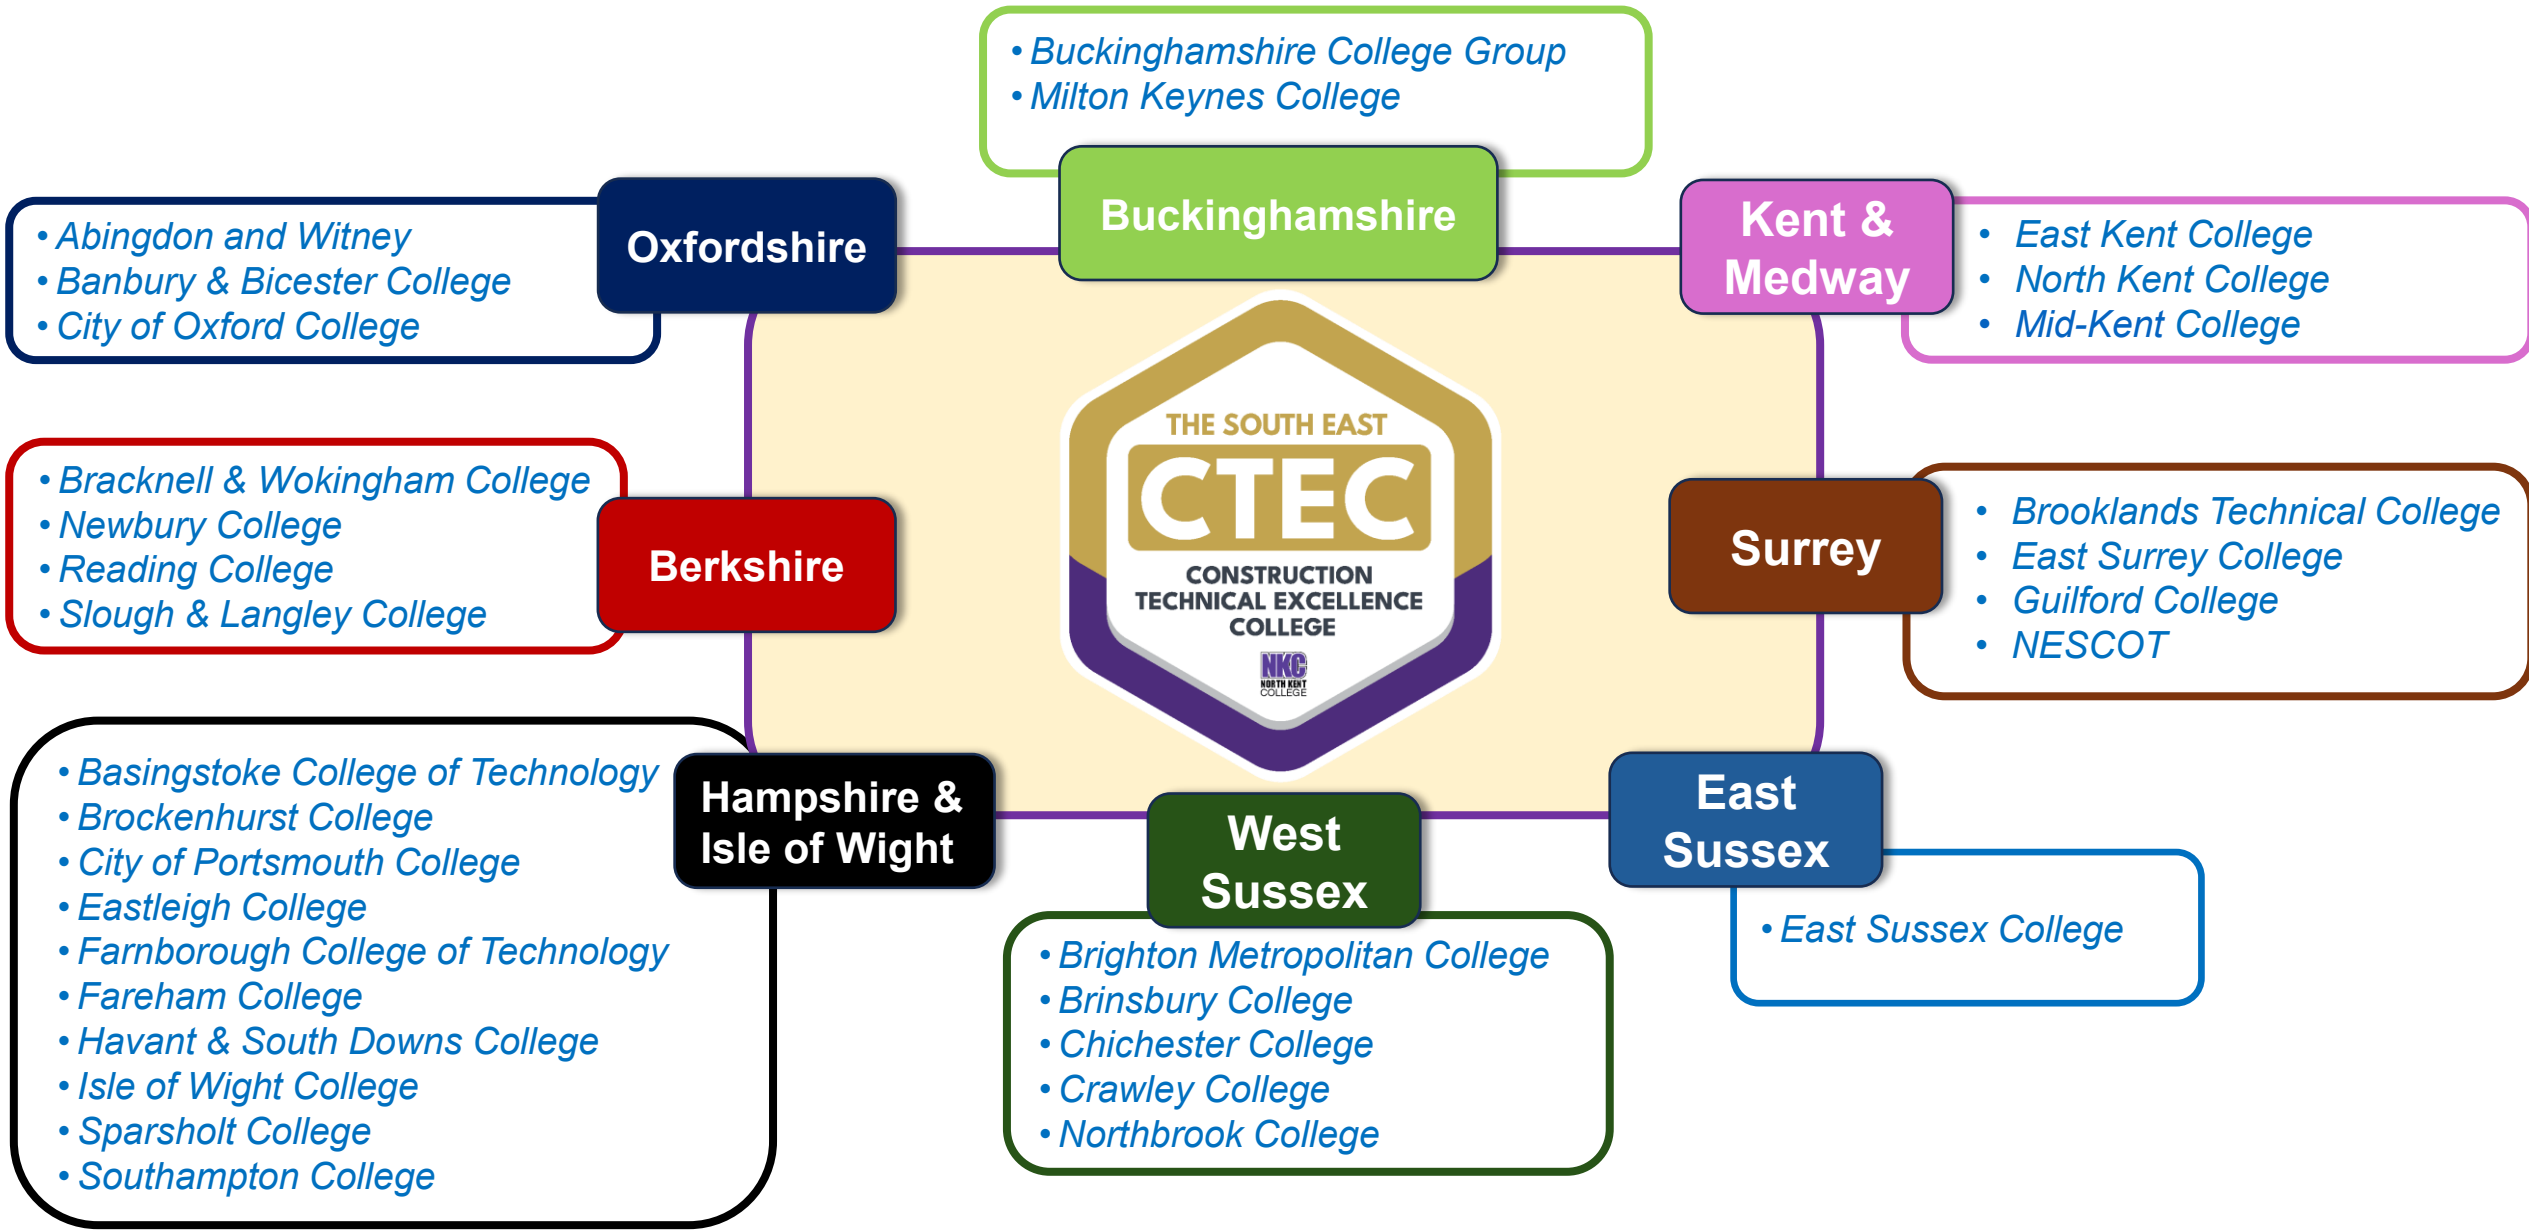 • Buckinghamshire College Group
• Milton Keynes College
Buckinghamshire
Oxfordshire
• Abingdon and Witney
• Banbury & Bicester College
• City of Oxford College
Kent &
Medway
• East Kent College
• North Kent College
• Mid-Kent College
THE SOUTH EAST
CTEC
CONSTRUCTION
TECHNICAL EXCELLENCE
COLLEGE
NKC
NORTH KENT
COLLEGE
• Bracknell & Wokingham College
• Newbury College
• Reading College
• Slough & Langley College
Berkshire
Surrey
• Brooklands Technical College
• East Surrey College
• Guilford College
• NESCOT
• Basingstoke College of Technology
• Brockenhurst College
• City of Portsmouth College
• Eastleigh College
• Farnborough College of Technology
• Fareham College
• Havant & South Downs College
• Isle of Wight College
• Sparsholt College
• Southampton College
Hampshire &
Isle of Wight
West
Sussex
• Brighton Metropolitan College
• Brinsbury College
• Chichester College
• Crawley College
• Northbrook College
East
Sussex
• East Sussex College